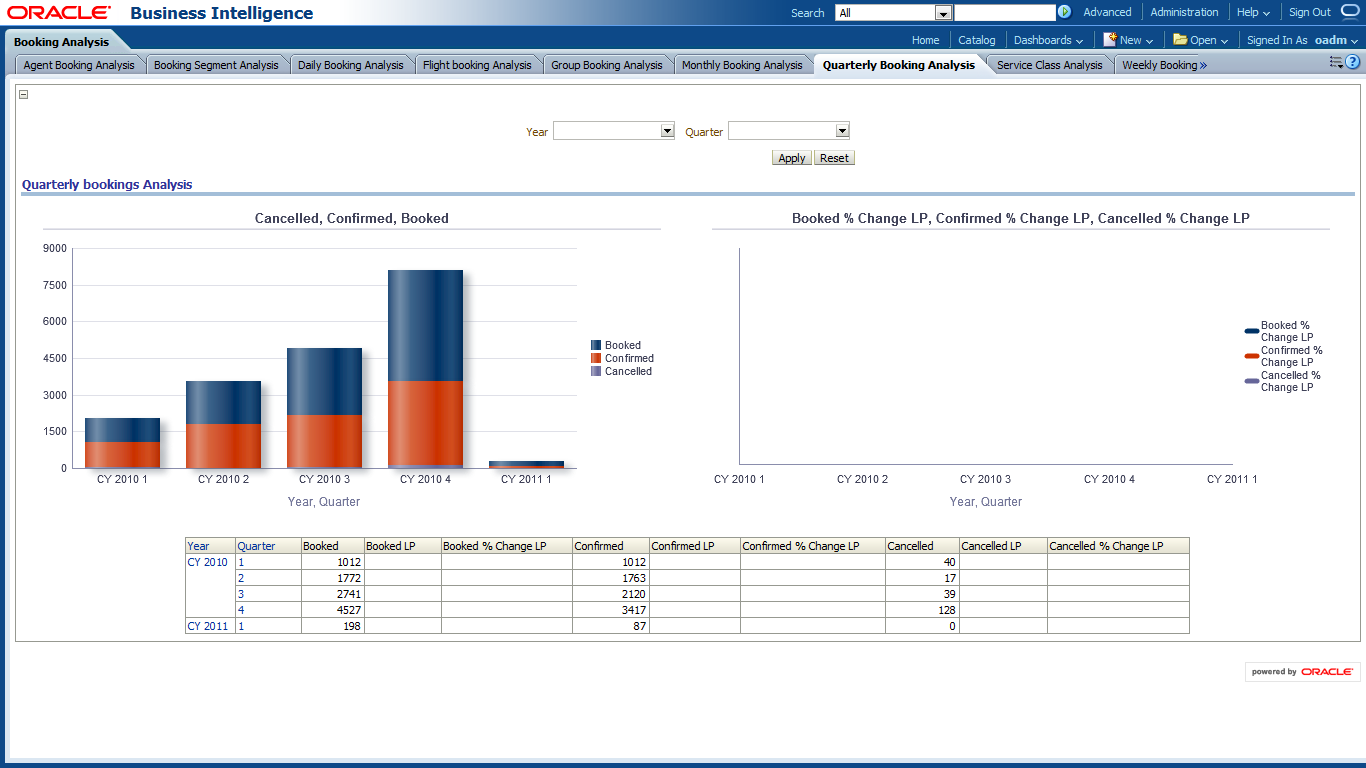 ORACLE Business Intelligence
Search All Advanced Administration Help Sign Out
Booking Analysis
Home Catalog Dashboards New Open Signed In As oadm
Agent Booking Analysis Booking Segment Analysis Daily Booking Analysis Flight booking Analysis Group Booking Analysis Monthly Booking Analysis Quarterly Booking Analysis Service Class Analysis Weekly Booking »
Year Quarter
Apply Reset
Quarterly bookings Analysis
Cancelled, Confirmed, Booked
9000
7500
6000
4500
3000
1500
0
CY 2010 1 CY 2010 2 CY 2010 3 CY 2010 4 CY 2011 1
Year, Quarter
Booked
Confirmed
Cancelled
Booked % Change LP, Confirmed % Change LP, Cancelled % Change LP
CY 2010 1 CY 2010 2 CY 2010 3 CY 2010 4 CY 2011 1
Year, Quarter
Booked %
Change LP
Confirmed %
Change LP
Cancelled %
Change LP
Year Quarter Booked Booked LP Booked % Change LP Confirmed Confirmed LP Confirmed % Change LP Cancelled Cancelled LP Cancelled % Change LP
CY 2010 1 1012 1012 40
2 1772 1763 17
3 2741 2120 39
4 4527 3417 128
CY 2011 1 198 87 0
powered by ORACLE